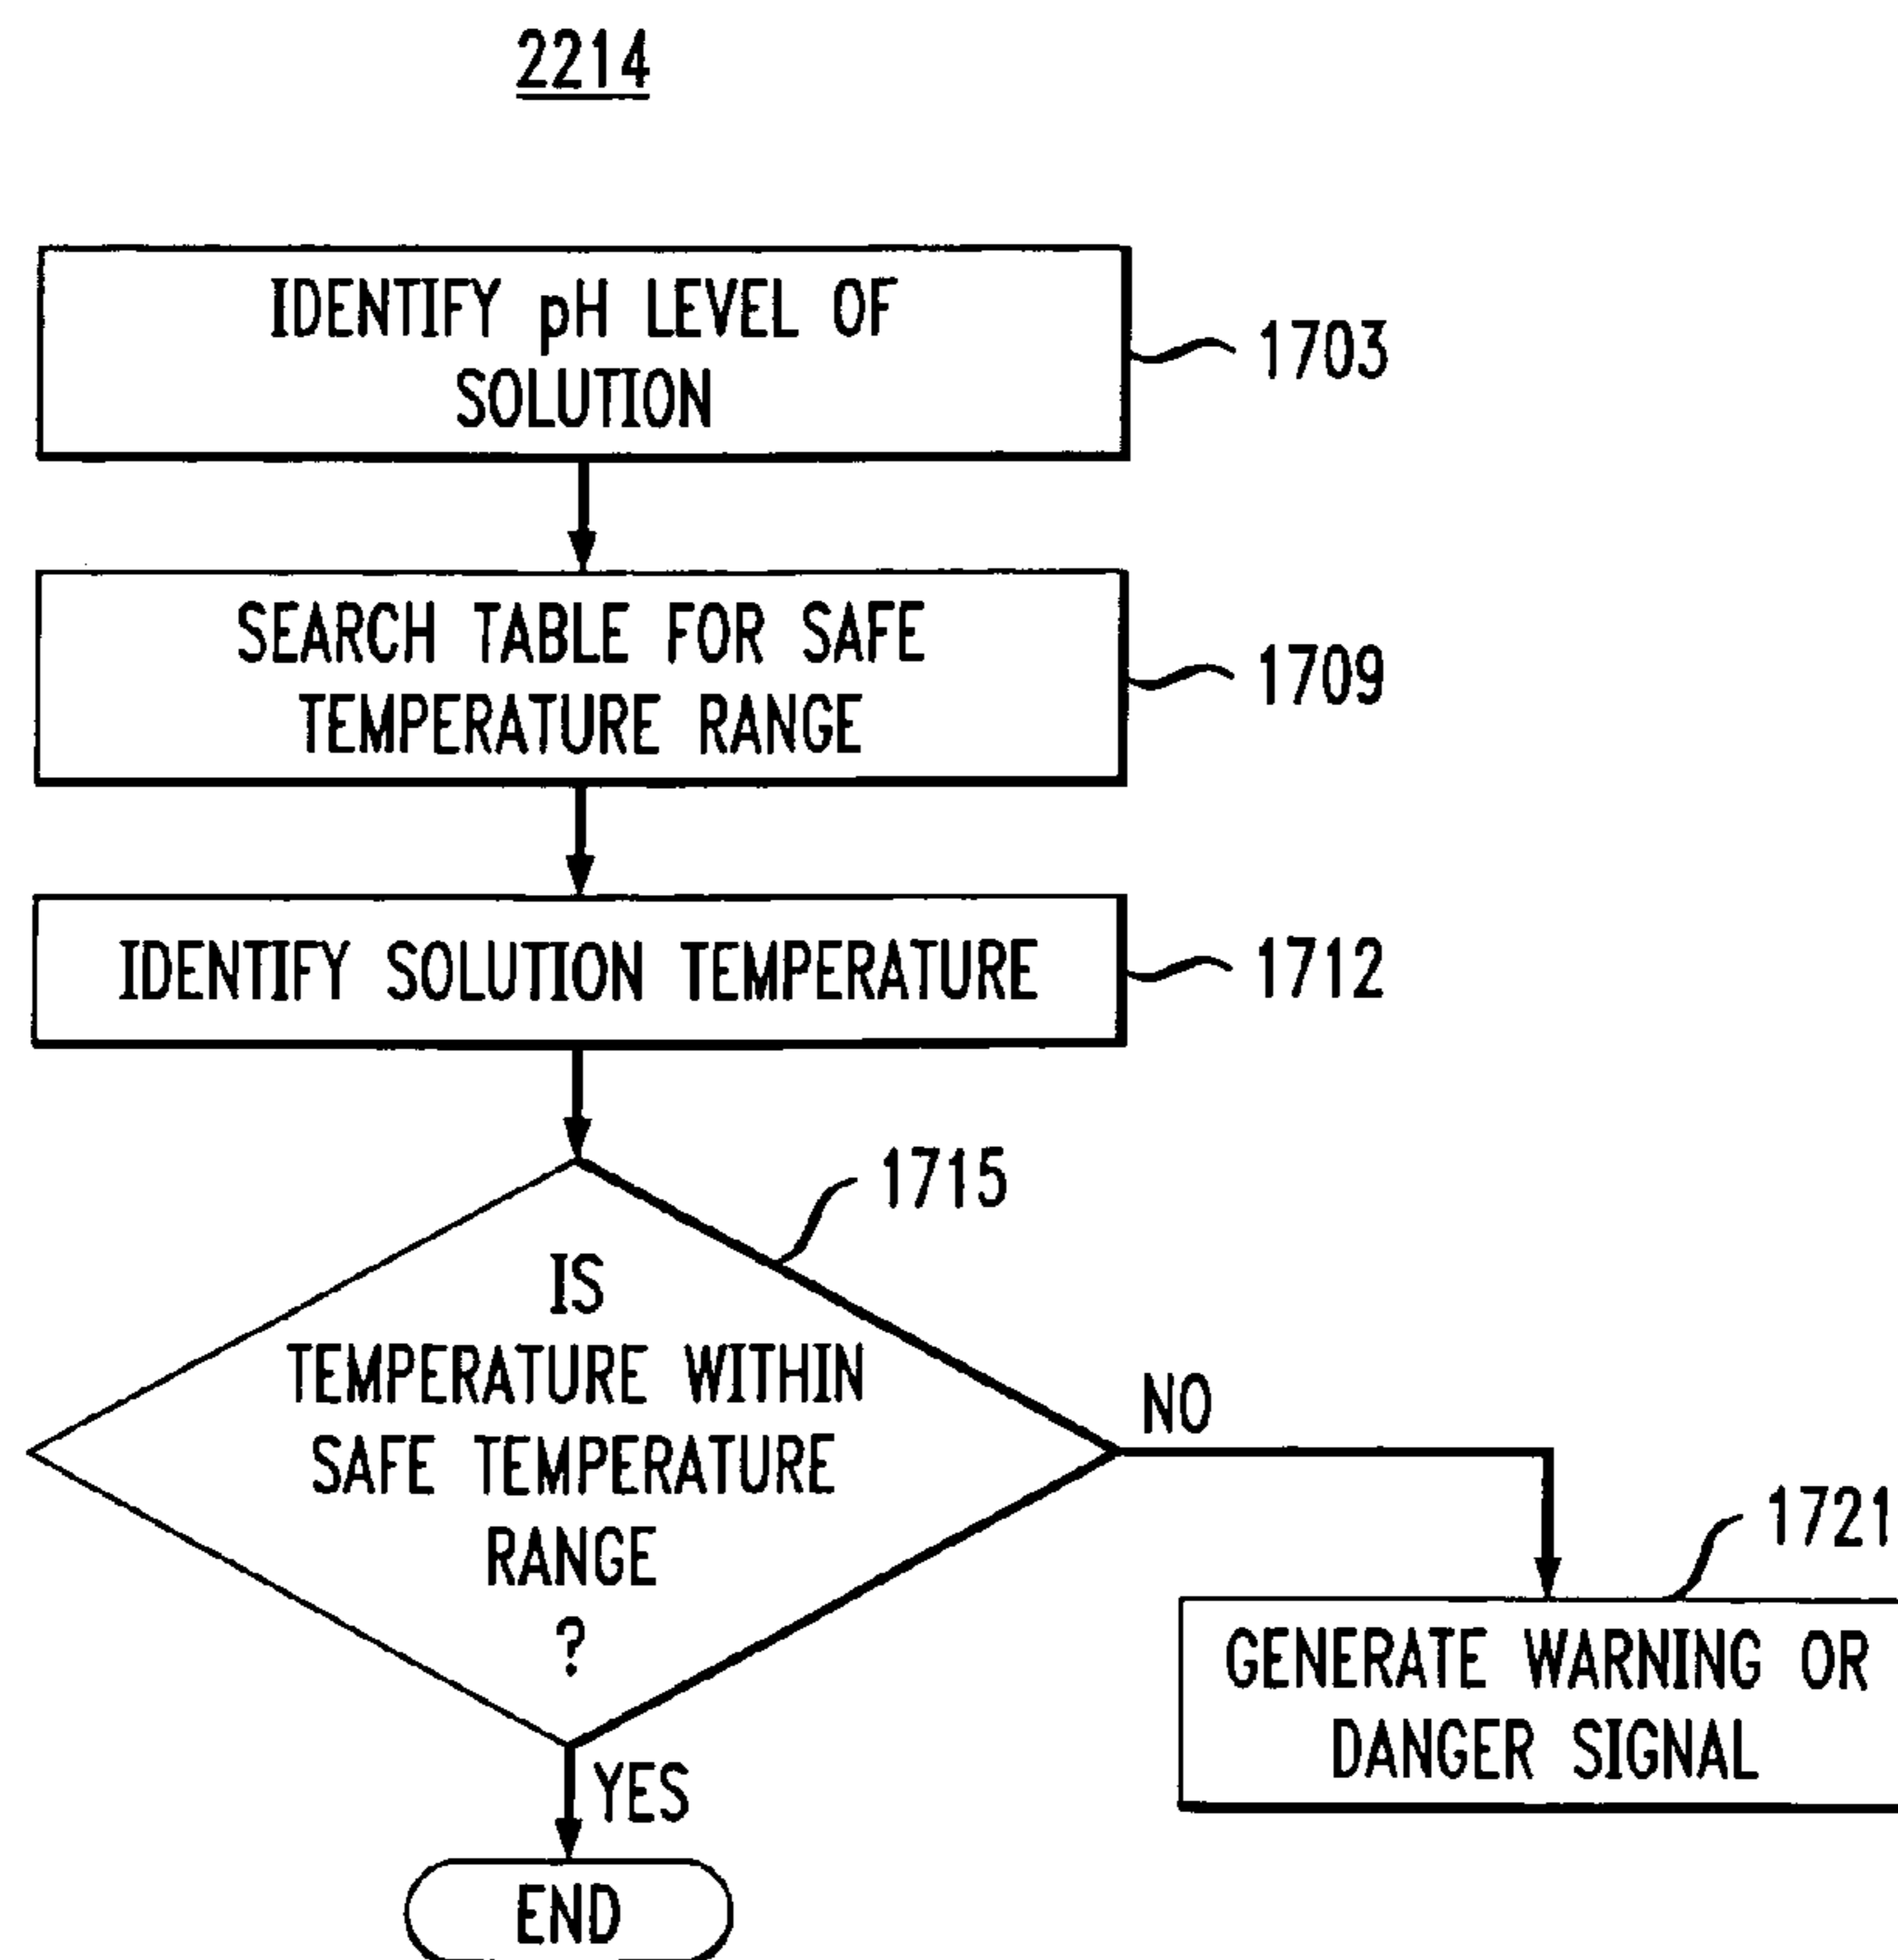 2214
IDENTIFY pH LEVEL OF
SOLUTION
1703
SEARCH TABLE FOR SAFE
TEMPERATURE RANGE
1709
IDENTIFY SOLUTION TEMPERATURE
1712
1715
IS
TEMPERATURE WITHIN
SAFE TEMPERATURE
RANGE
?
NO
1721
GENERATE WARNING OR
DANGER SIGNAL
YES
END